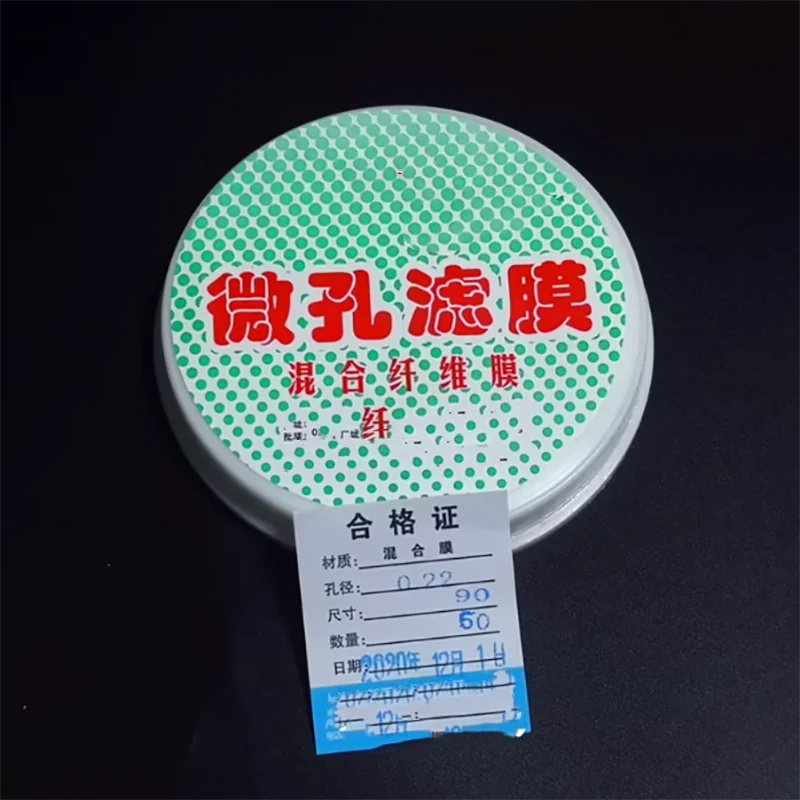 微孔滤膜
混合纤维膜
纤
合格证
材质: 混合膜
孔径: 0.22
尺寸: 90
数量: 50
日期: 2020年 12月 1日